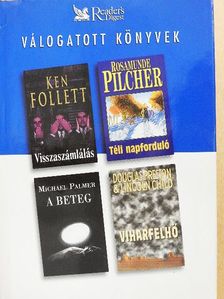 Reader's
Digest
VÁLOGATOTT KÖNYVEK
KEN
FOLLETT
Visszaszámlálás
ROSAMUNDE
PILCHER
Téli napforduló
MICHAEL PALMER
A BETEG
DOUGLAS PRESTON
& LINCOLN CHILD
VIHARFELHŐ